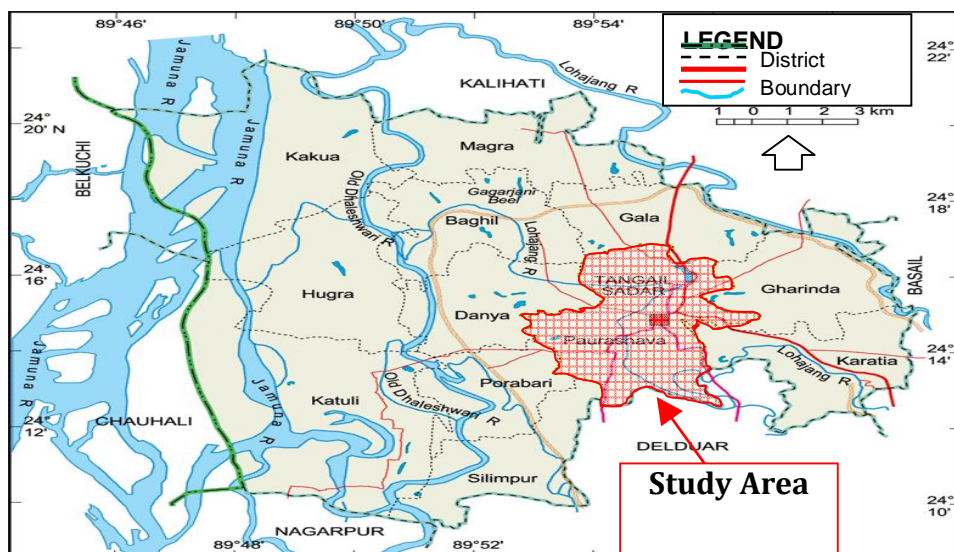 89°46'
89°50'
89°54'
24°
22'
LEGEND
District
Boundary
1 0 1 2 3 km
Jamuna R
Jamuna R
Lohajang R
KALIHATI
24°
20' N
BELKUCHI
Kakua
Magra
Old Dhaleshwari R
Gagarjani
Beel
Baghil
Lohajang R
Gala
24°
18'
24°
16'
TANGAIL
SADAR
Gharinda
BASAIL
Hugra
Danya
Paurashava
24°
14'
Karatia
Lohajang R
Jamuna R
Porabari
Old Dhaleshwari R
Katuli
Jamuna R
24°
12'
CHAUHALI
DELDUAR
Silimpur
Study Area
24°
10'
NAGARPUR
89°48'
89°52'